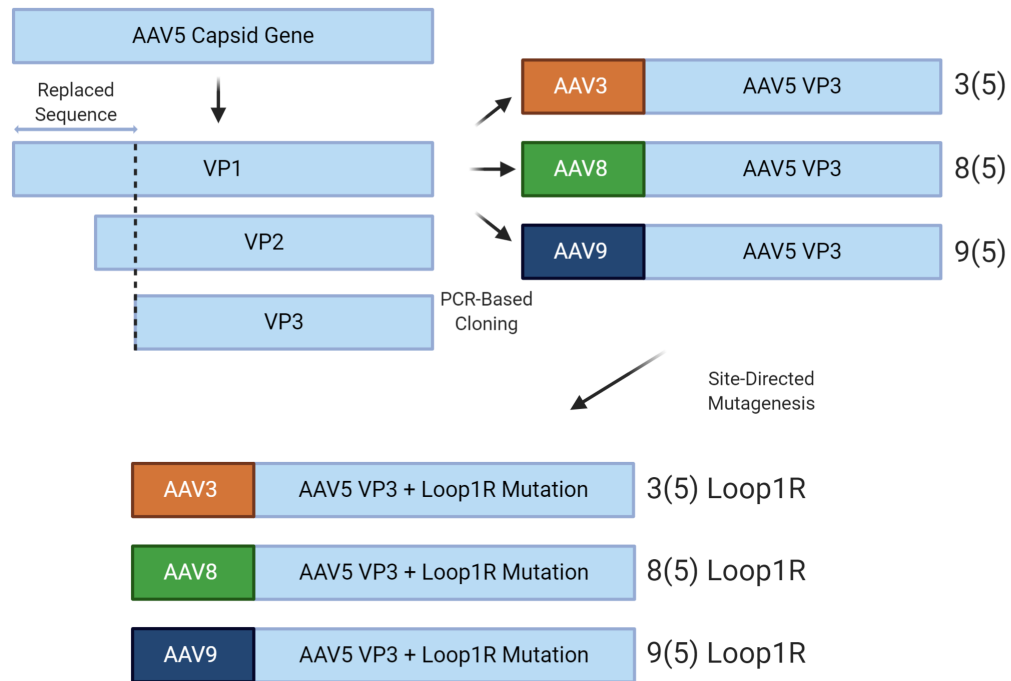 AAV5 Capsid Gene
Replaced
Sequence
VP1
VP2
VP3
PCR-Based
Cloning
AAV3 AAV5 VP3 3(5)
AAV8 AAV5 VP3 8(5)
AAV9 AAV5 VP3 9(5)
Site-Directed
Mutagenesis
AAV3 AAV5 VP3 + Loop1R Mutation 3(5) Loop1R
AAV8 AAV5 VP3 + Loop1R Mutation 8(5) Loop1R
AAV9 AAV5 VP3 + Loop1R Mutation 9(5) Loop1R